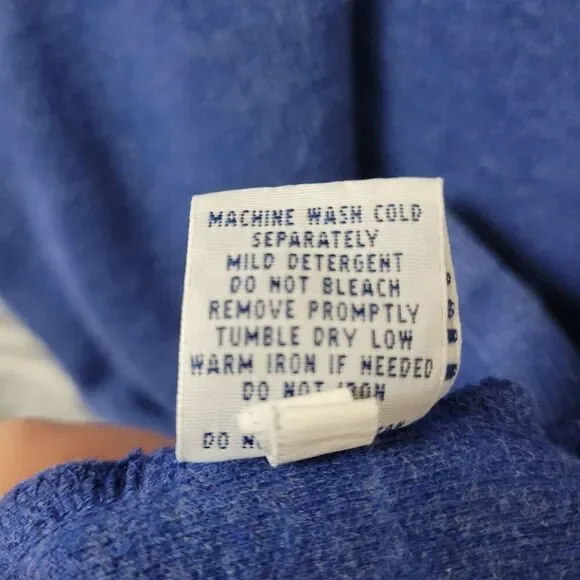 MACHINE WASH COLD
SEPARATELY
MILD DETERGENT
DO NOT BLEACH
REMOVE PROMPTLY
TUMBLE DRY LOW
WARM IRON IF NEEDED
DO NOT IRON
DO